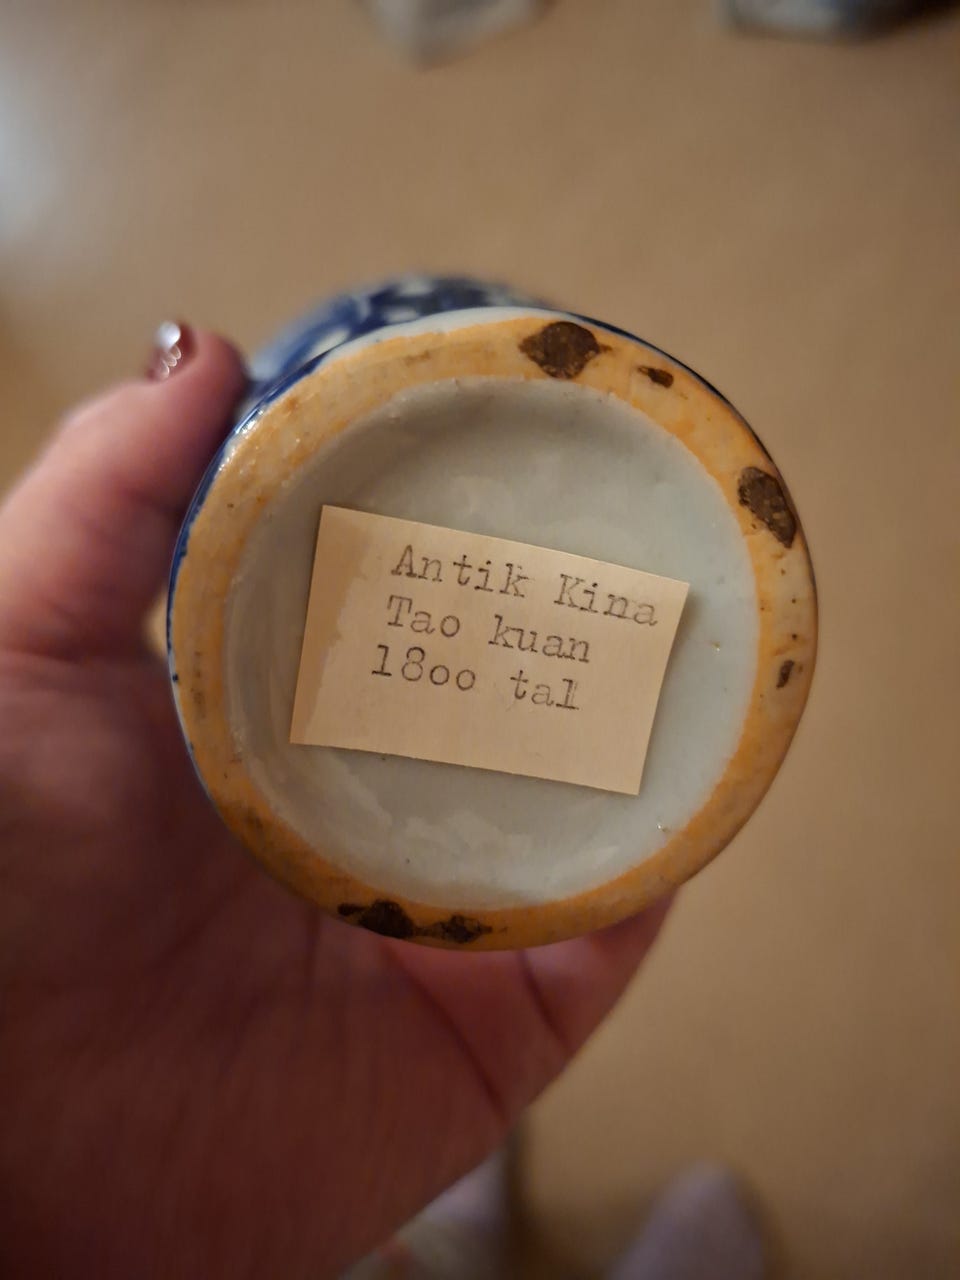 Antik Kina
Tao kuan
18oo tal